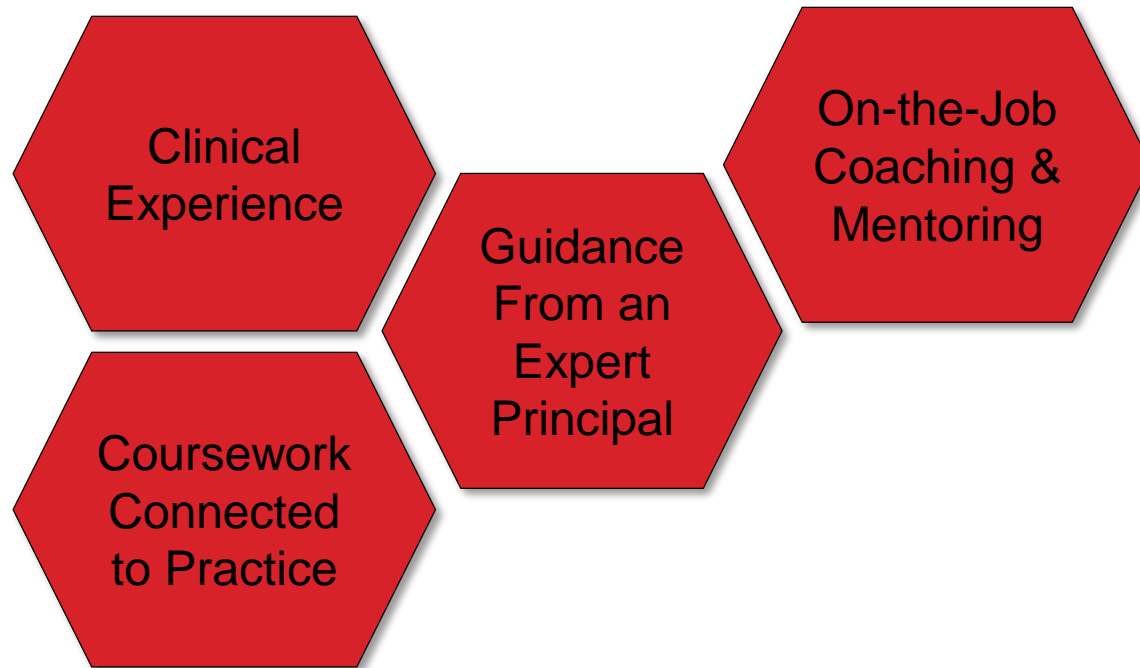 Clinical
Experience
Coursework
Connected
to Practice
Guidance
From an
Expert
Principal
On-the-Job
Coaching &
Mentoring